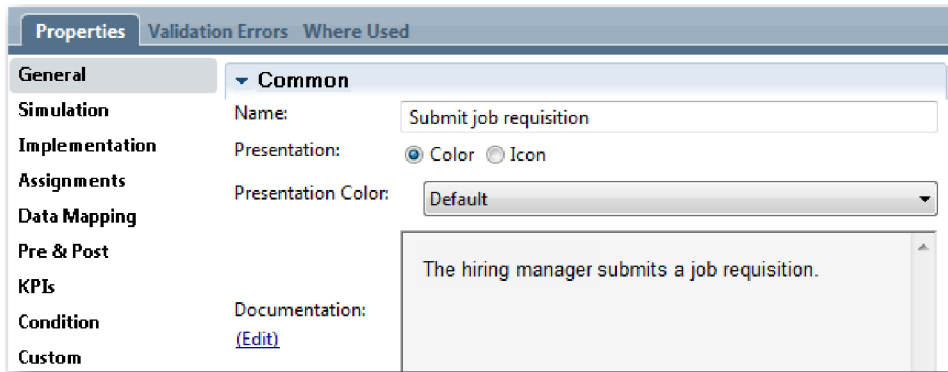 Properties Validation Errors Where Used
General
Simulation
Implementation
Assignments
Data Mapping
Pre & Post
KPIs
Condition
Custom
Common
Name: Submit job requisition
Presentation: Color Icon
Presentation Color: Default
The hiring manager submits a job requisition.
Documentation:
(Edit)